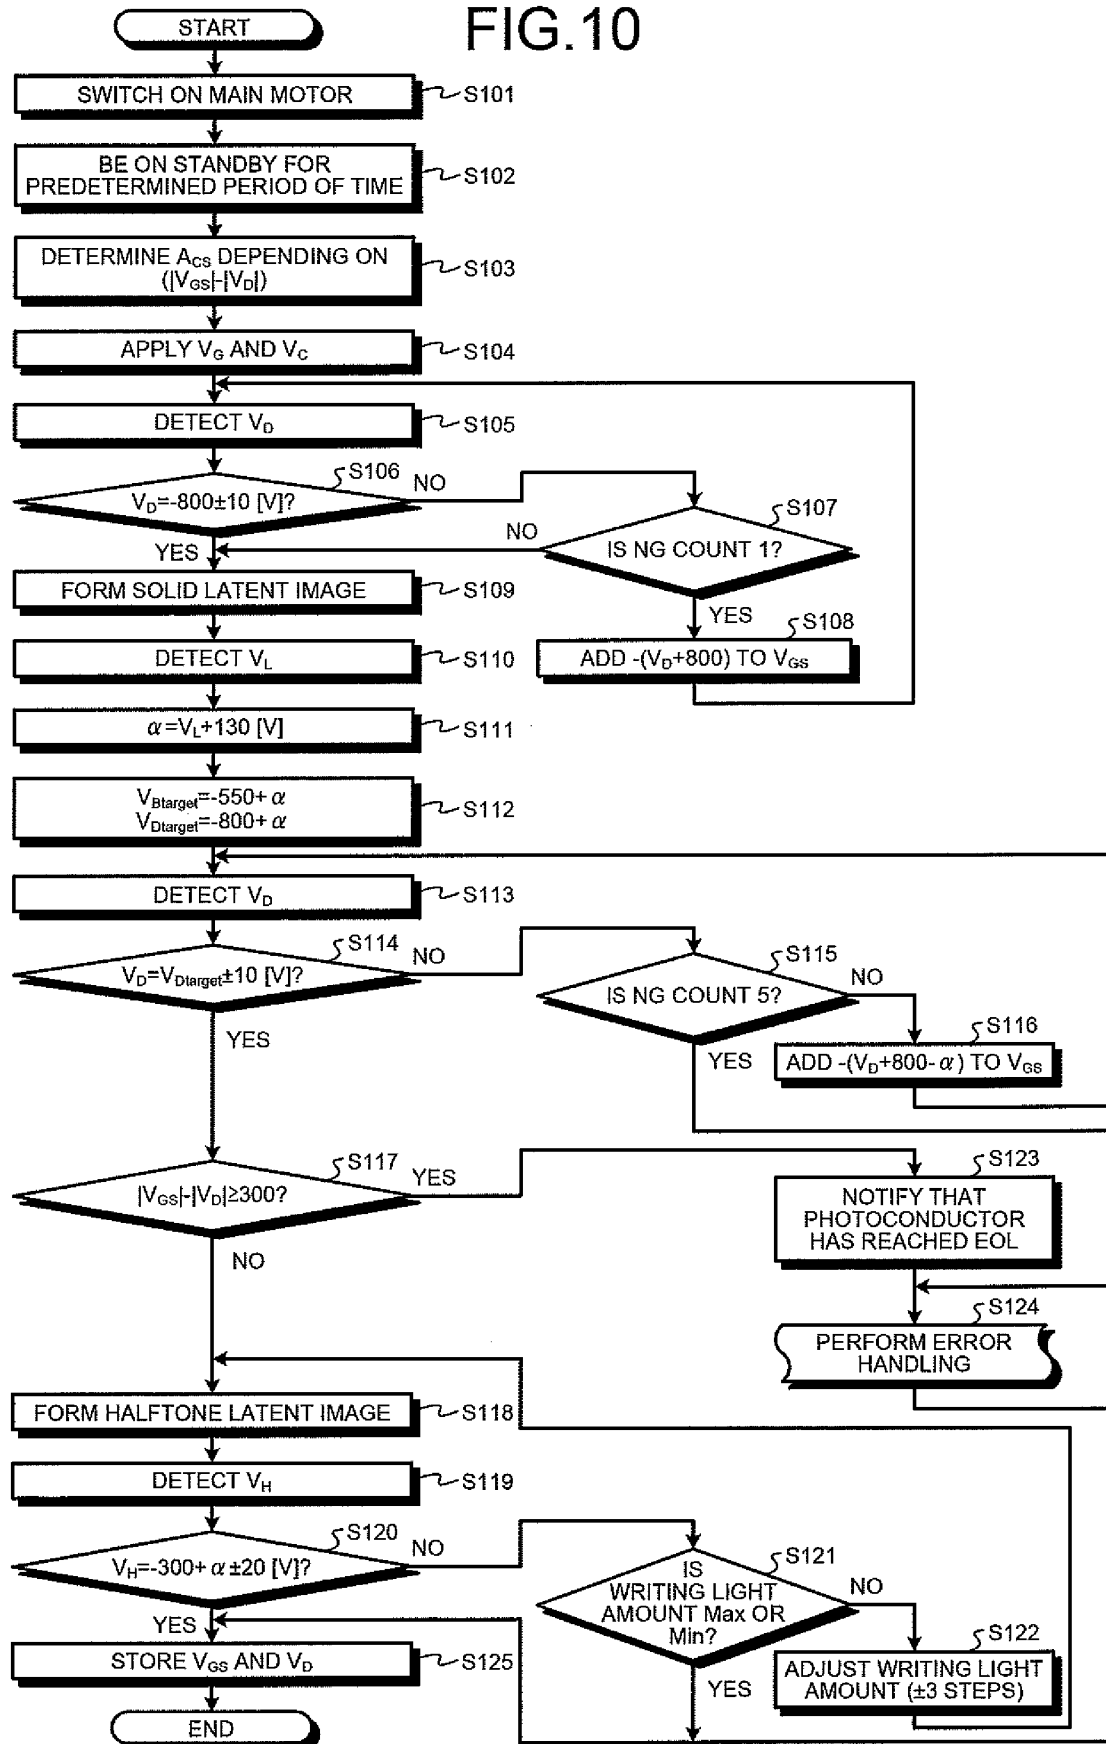 FIG.10
START
SWITCH ON MAIN MOTOR
S101
BE ON STANDBY FOR
PREDETERMINED PERIOD OF TIME
S102
DETERMINE ACS DEPENDING ON
(|VGS|-|VD|)
S103
APPLY VG AND VC
S104
DETECT VD
S105
VD=-800±10 [V]?
S106
NO
YES
IS NG COUNT 1?
S107
NO
YES
ADD -(VD+800) TO VGS
S108
FORM SOLID LATENT IMAGE
S109
DETECT VL
S110
α=VL+130 [V]
S111
VBtarget=-550+α
VDtarget=-800+α
S112
DETECT VD
S113
VD=VDtarget±10 [V]?
S114
NO
YES
IS NG COUNT 5?
S115
NO
YES
ADD -(VD+800-α) TO VGS
S116
|VGS|-|VD|≥300?
S117
YES
NO
S123
NOTIFY THAT
PHOTOCONDUCTOR
HAS REACHED EOL
S124
PERFORM ERROR
HANDLING
FORM HALFTONE LATENT IMAGE
S118
DETECT VH
S119
VH=-300+α±20 [V]?
S120
NO
YES
IS
WRITING LIGHT
AMOUNT Max OR
Min?
S121
NO
YES
S122
ADJUST WRITING LIGHT
AMOUNT (±3 STEPS)
STORE VGS AND VD
S125
END